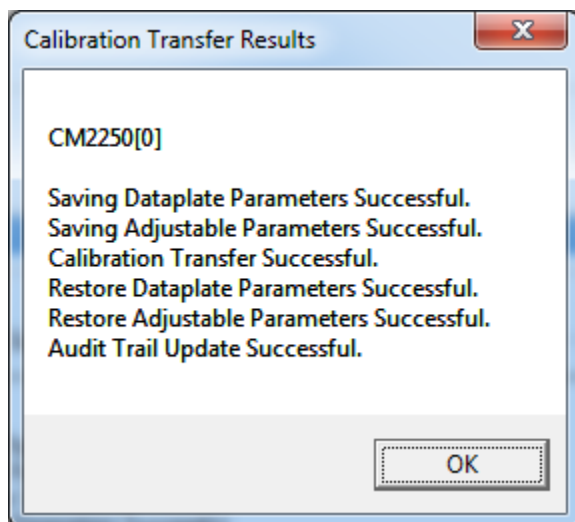 Calibration Transfer Results
CM2250[0]
Saving Dataplate Parameters Successful.
Saving Adjustable Parameters Successful.
Calibration Transfer Successful.
Restore Dataplate Parameters Successful.
Restore Adjustable Parameters Successful.
Audit Trail Update Successful.
OK